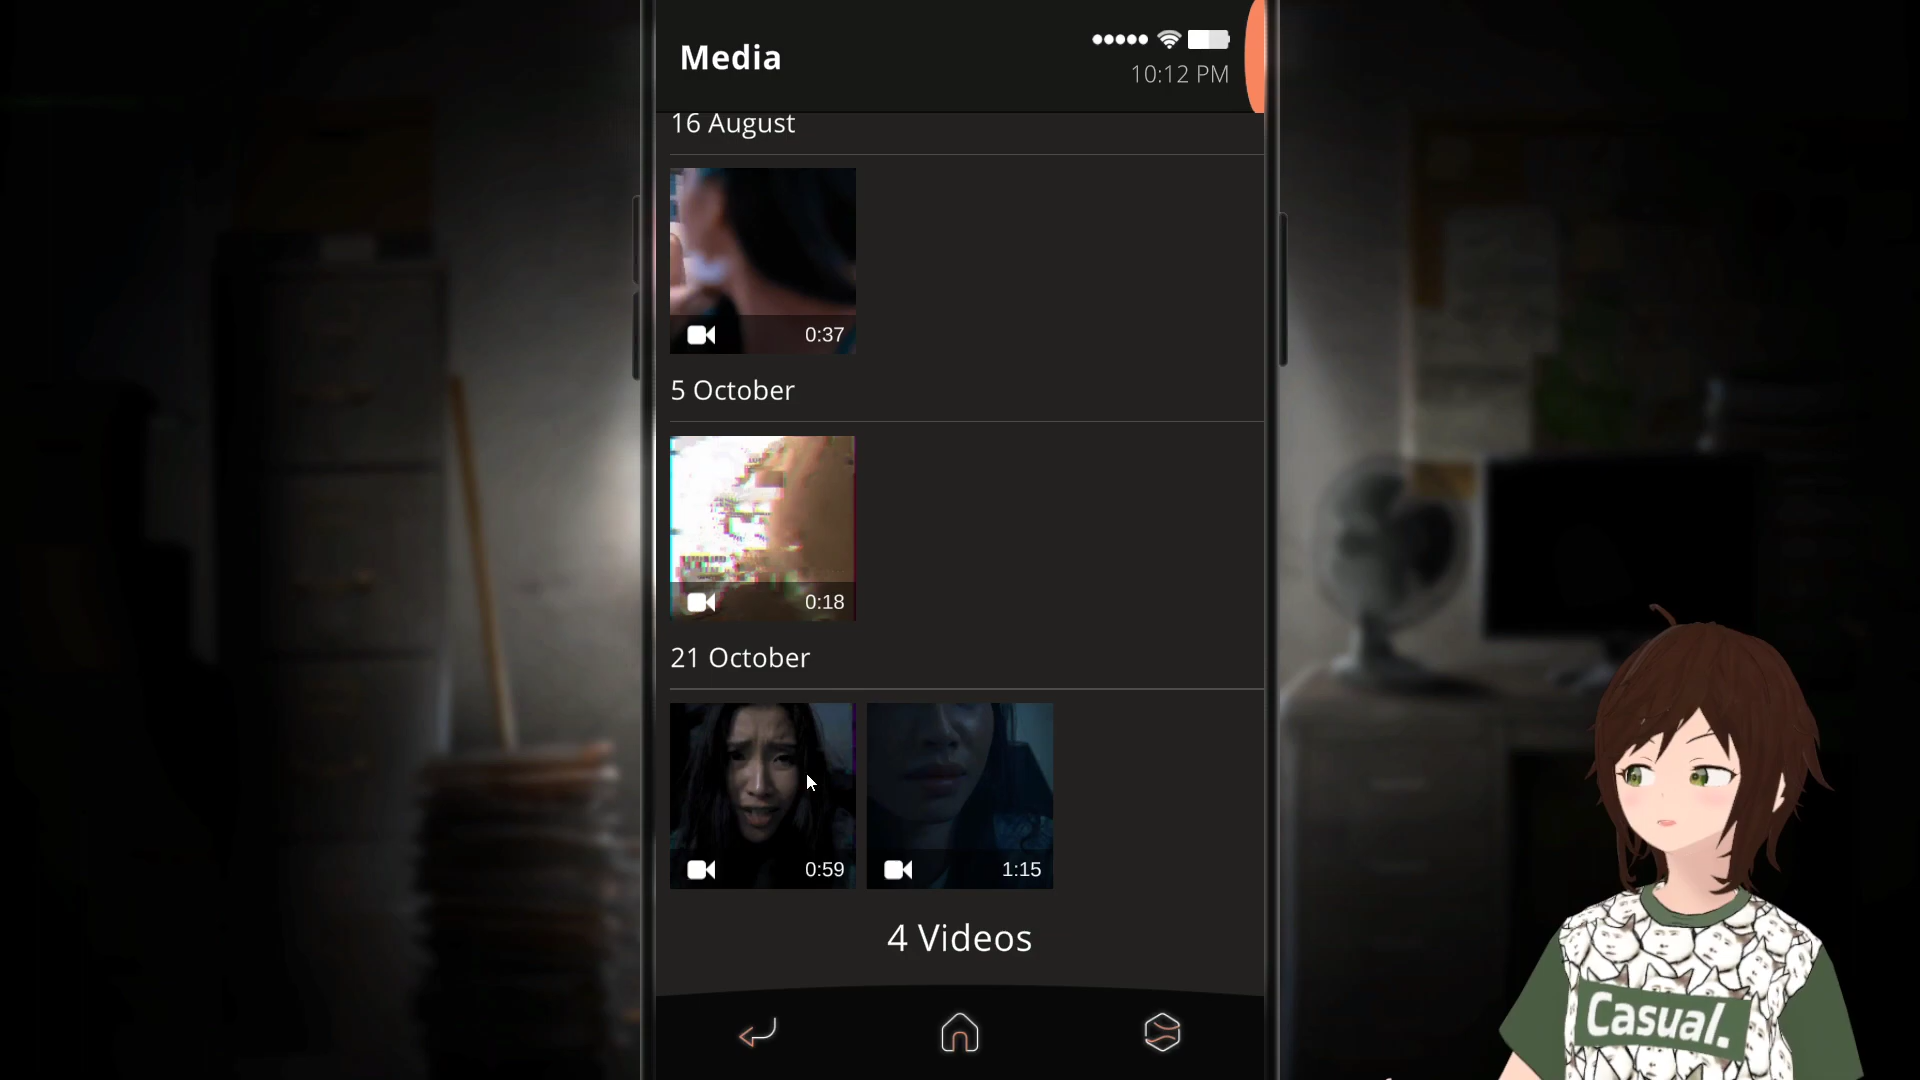 Media
10:12 PM
16 August
0:37
5 October
0:18
21 October
0:59
1:15
4 Videos
Casual.